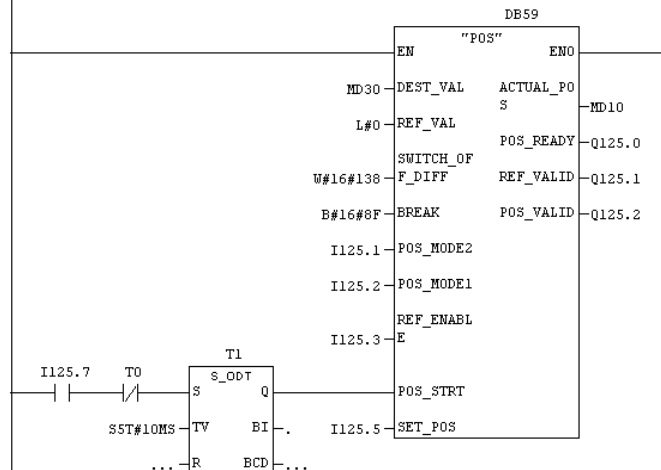 DB59
"POS"
EN ENO
MD30 DEST_VAL ACTUAL_PO
S MD10
L#0 REF_VAL
POS_READY Q125.0
SWITCH_OF
W#16#138 F_DIFF REF_VALID Q125.1
B#16#8F BREAK POS_VALID Q125.2
I125.1 POS_MODE2
I125.2 POS_MODE1
REF_ENABL
I125.3 E
T1
I125.7 T0 S_ODT
S Q POS_STRT
S5T#10MS TV BI . I125.5 SET_POS
... R BCD ...